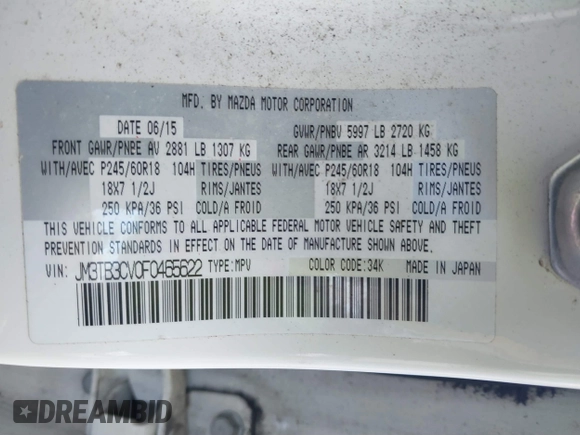 MFD. BY MAZDA MOTOR CORPORATION
DATE 06/15 GVWR/PNBV 5997 LB 2720 KG
FRONT GAWR/PNBE AV 2881 LB 1307 KG REAR GAWR/PNBE AR 3214 LB 1458 KG
WITH/AVEC P245/60R18 104H TIRES/PNEUS WITH/AVEC P245/60R18 104H TIRES/PNEUS
18X7 1/2J RIMS/JANTES 18X7 1/2J RIMS/JANTES
250 KPA/36 PSI COLD/A FROID 250 KPA/36 PSI COLD/A FROID
THIS VEHICLE CONFORMS TO ALL APPLICABLE FEDERAL MOTOR VEHICLE SAFETY AND THEFT
PREVENTION STANDARDS IN EFFECT ON THE DATE OF MANUFACTURE SHOWN ABOVE.
VIN: JM3TB3CV0F0465622 TYPE:MPV COLOR CODE:34K MADE IN JAPAN
DREAMBID